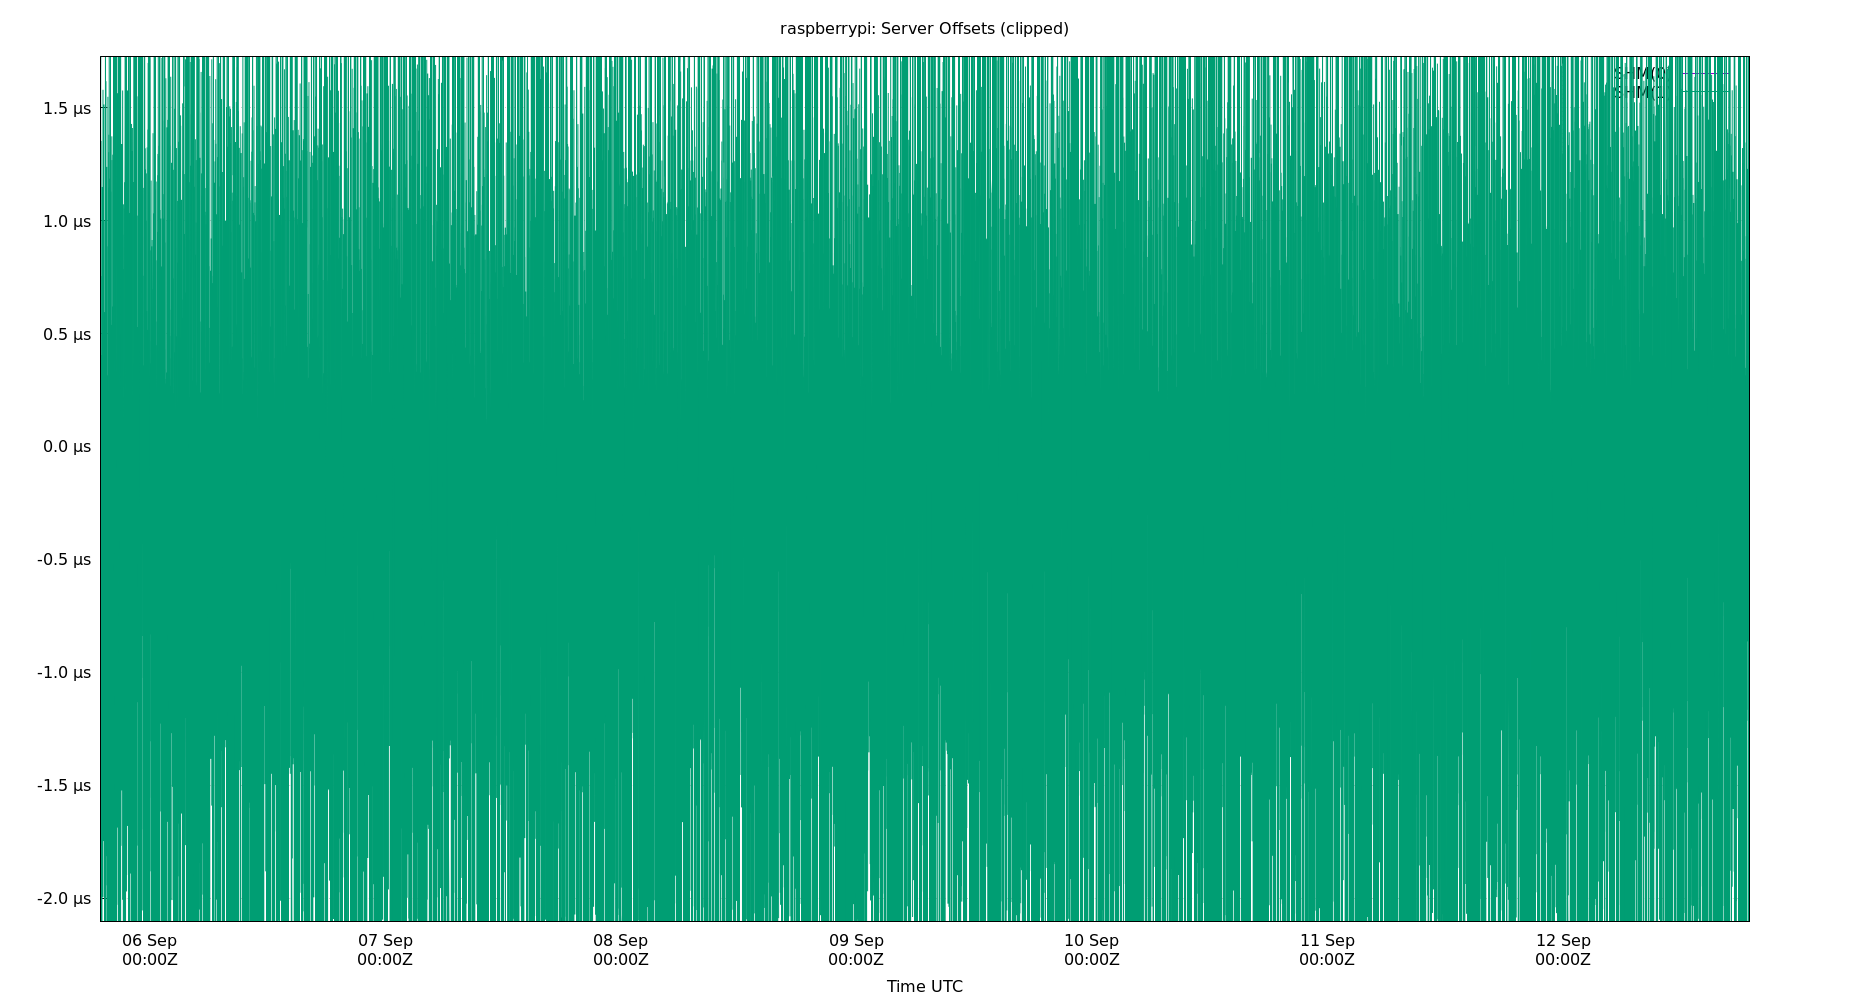 raspberrypi: Server Offsets (clipped)
SHM(0)
1.5 µs
1.0 µs
0.5 µs
0.0 µs
-0.5 µs
-1.0 µs
-1.5 µs
-2.0 µs
06 Sep 07 Sep 08 Sep 09 Sep 10 Sep 11 Sep 12 Sep
00:00Z 00:00Z 00:00Z 00:00Z 00:00Z 00:00Z 00:00Z
Time UTC